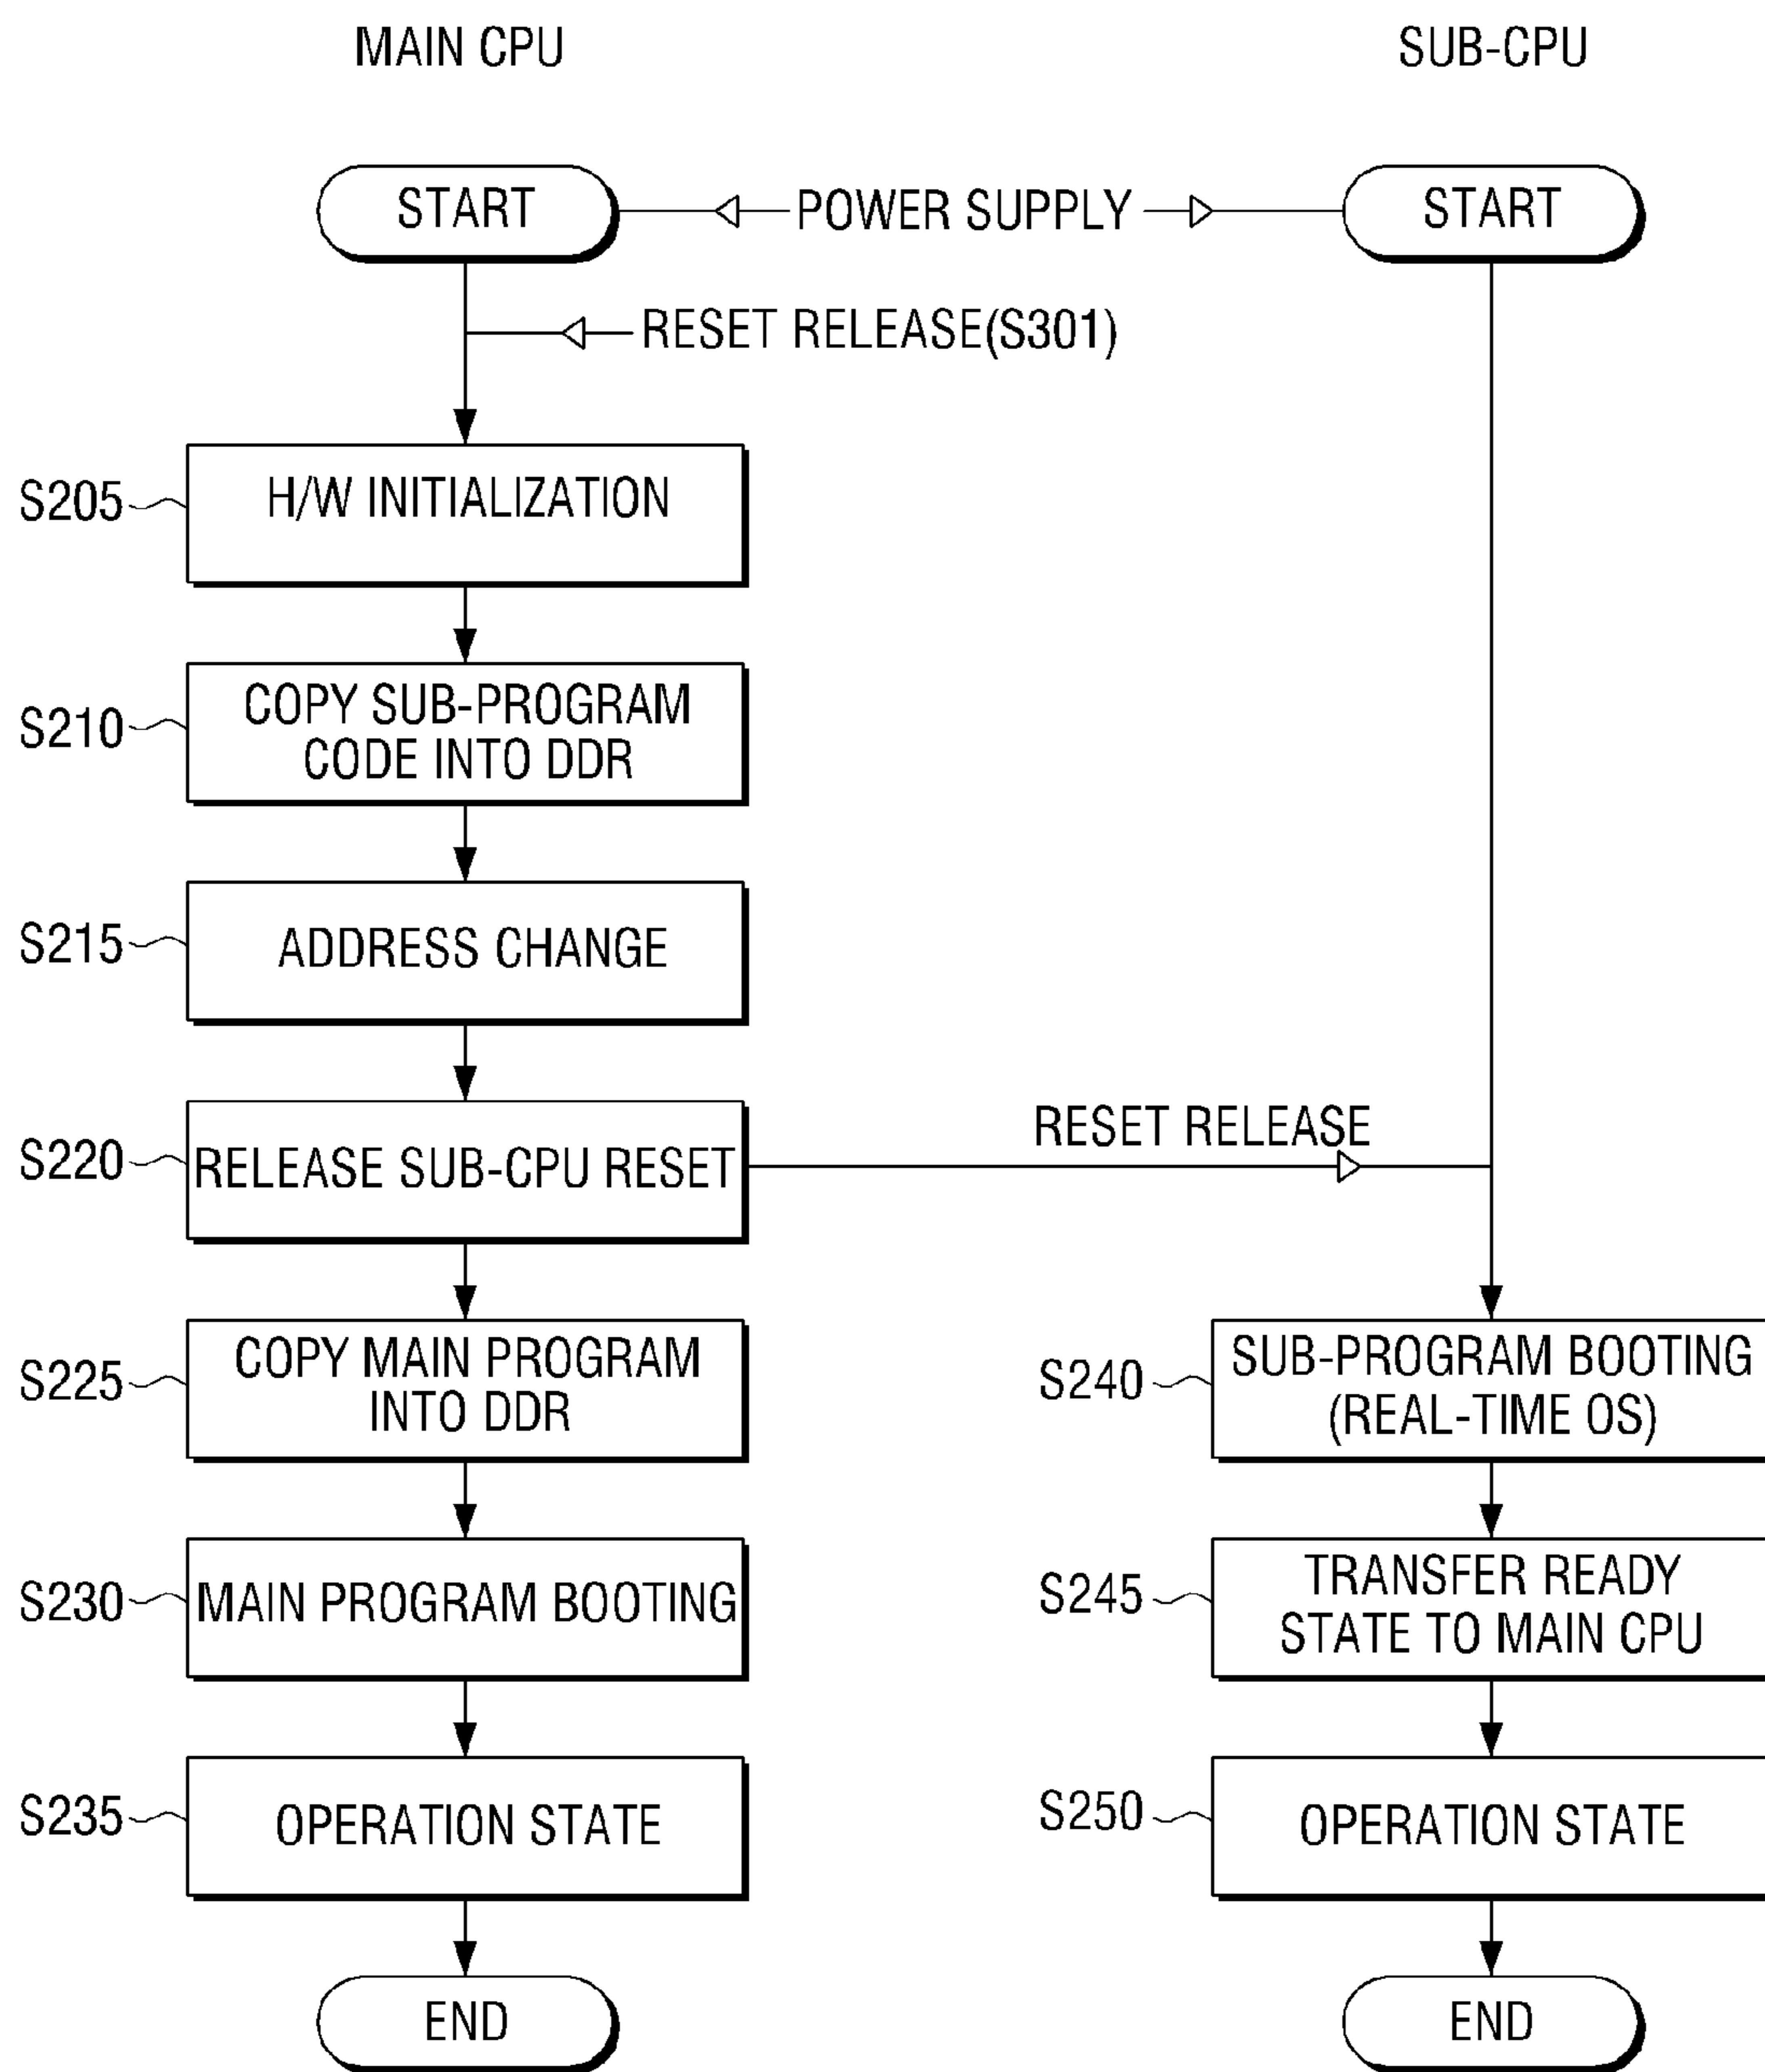 MAIN CPU
SUB-CPU
START
POWER SUPPLY
START
RESET RELEASE(S301)
S205
H/W INITIALIZATION
S210
COPY SUB-PROGRAM
CODE INTO DDR
S215
ADDRESS CHANGE
S220
RELEASE SUB-CPU RESET
RESET RELEASE
S225
COPY MAIN PROGRAM
INTO DDR
S240
SUB-PROGRAM BOOTING
(REAL-TIME OS)
S230
MAIN PROGRAM BOOTING
S245
TRANSFER READY
STATE TO MAIN CPU
S235
OPERATION STATE
S250
OPERATION STATE
END
END